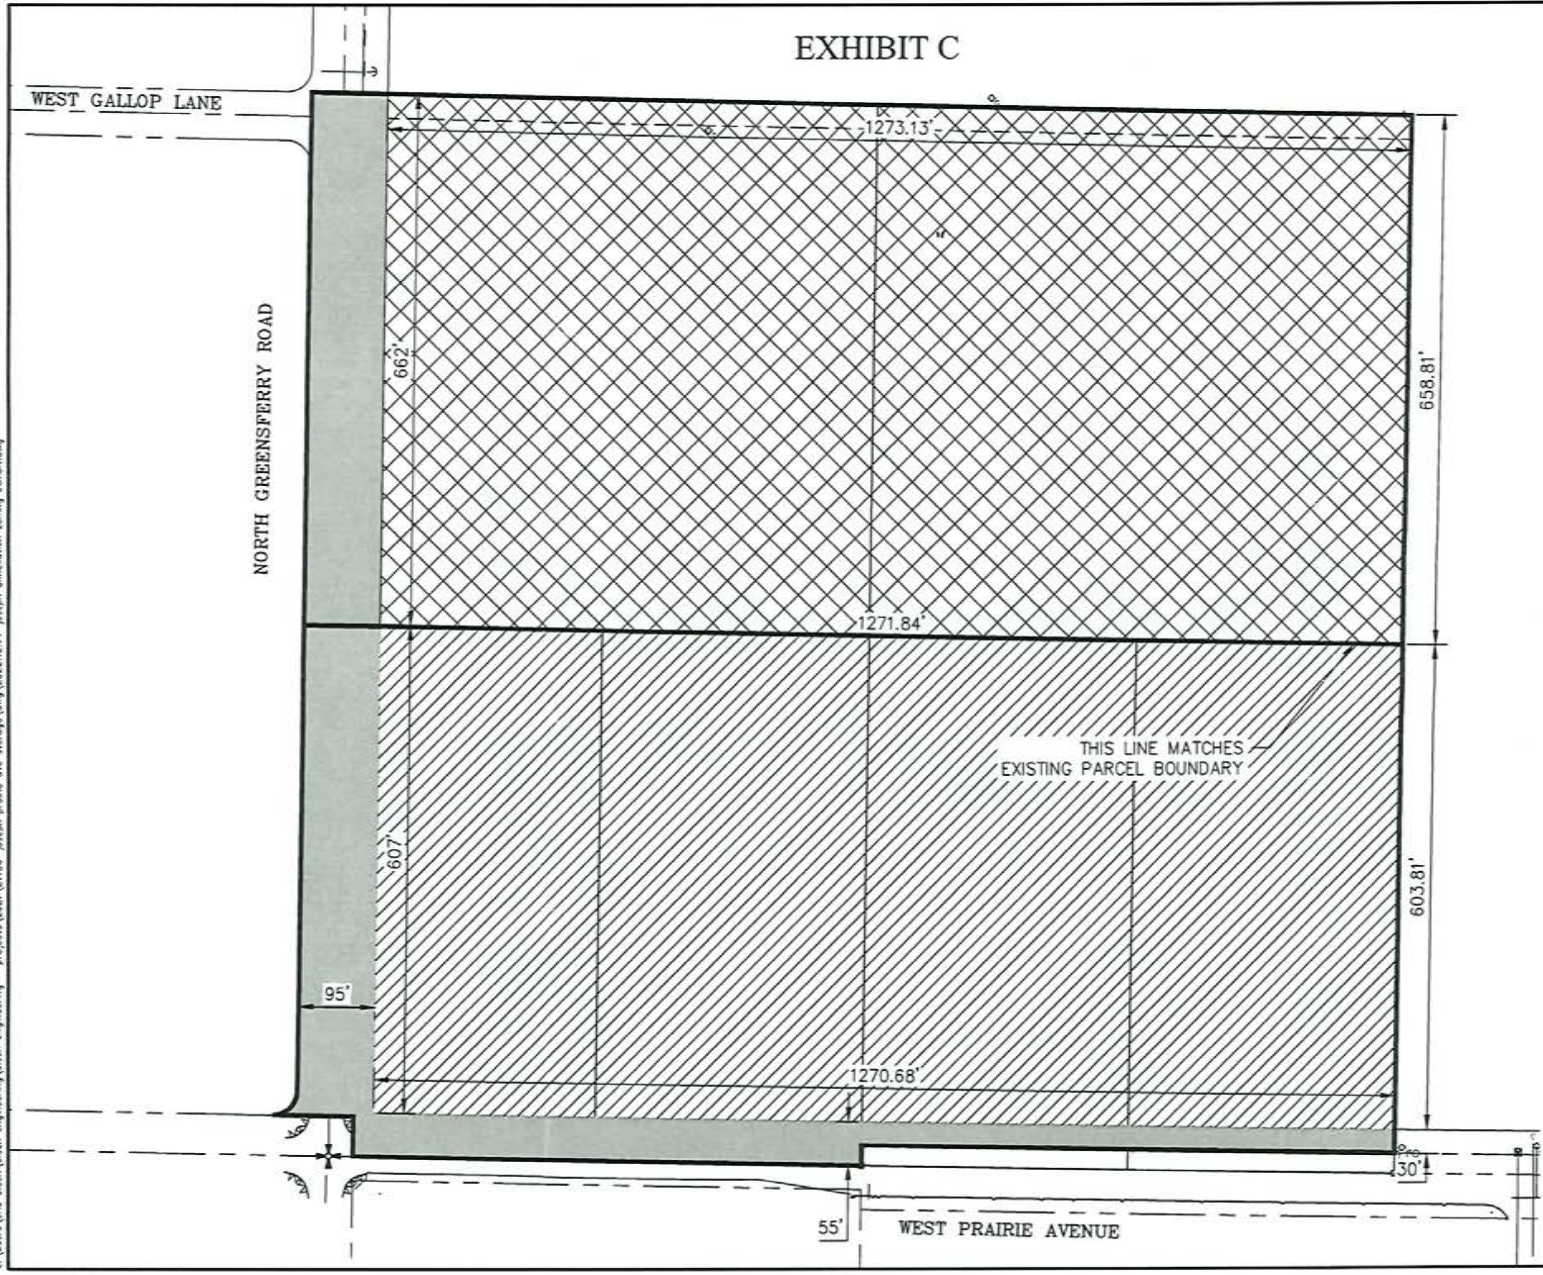 EXHIBIT C
WEST GALLOP LANE
1273.13'
NORTH GREENSFERRY ROAD
662'
658.81'
1271.84'
THIS LINE MATCHES
EXISTING PARCEL BOUNDARY
607'
603.81'
95'
1270.68'
30'
55'
WEST PRAIRIE AVENUE